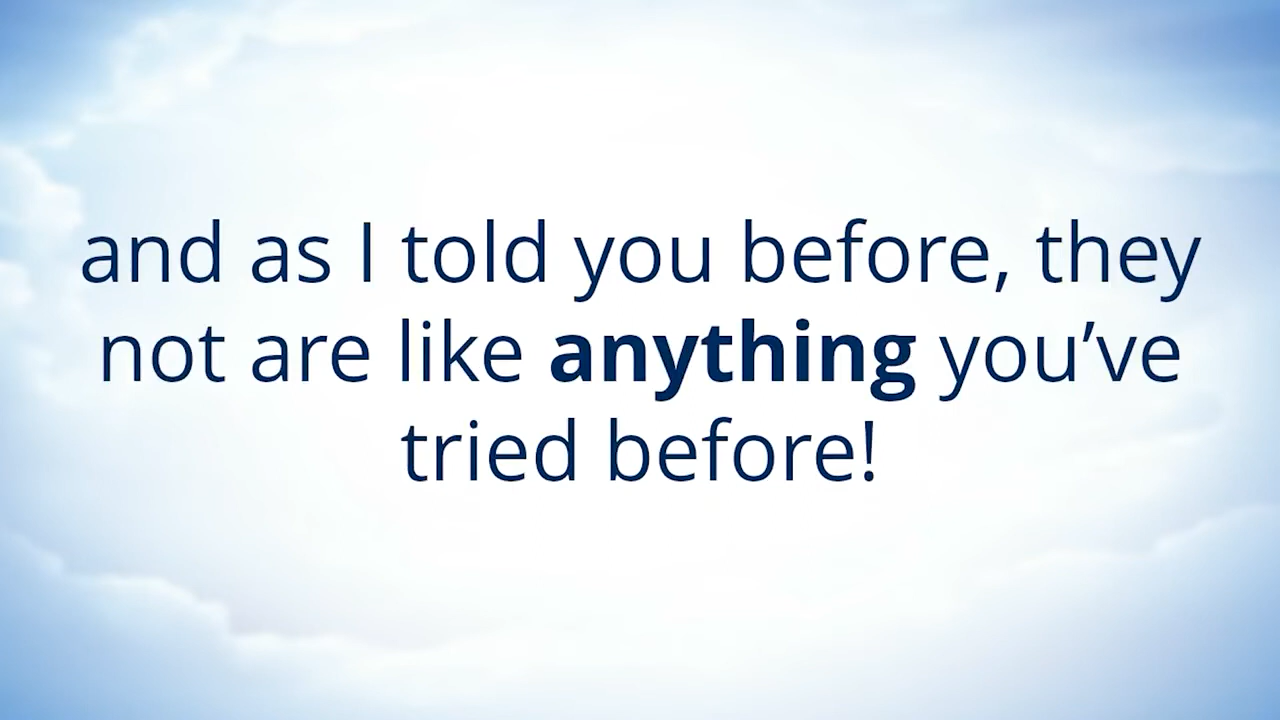 and as I told you before, they
not are like anything you’ve
tried before!